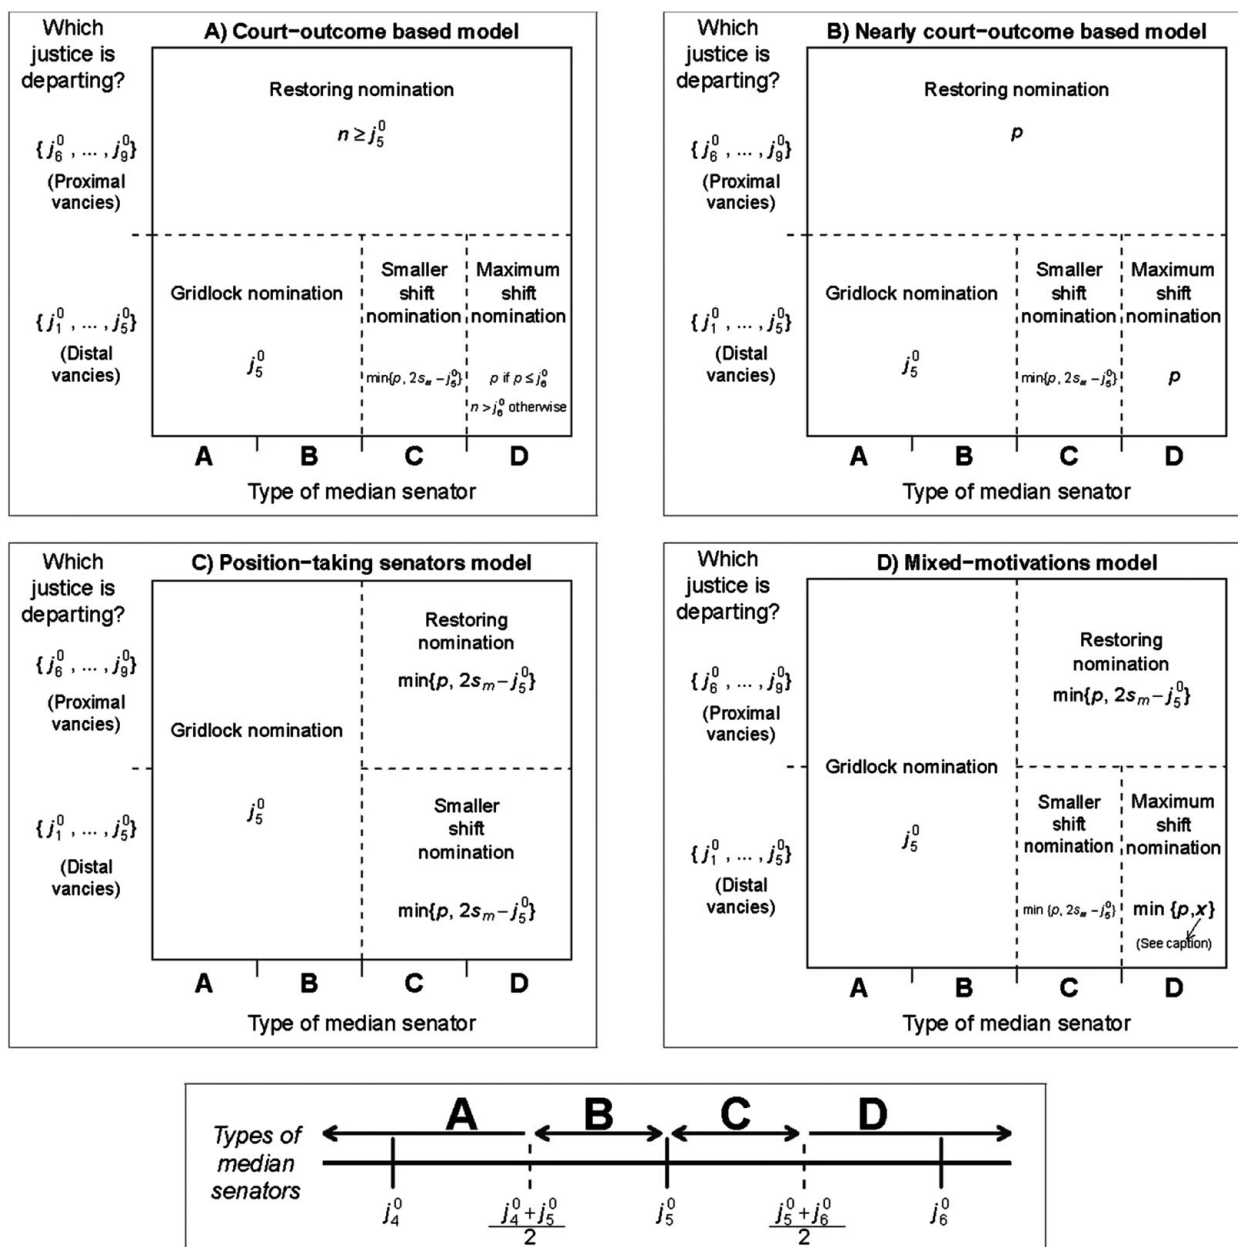 Which
justice is
departing?
A) Court-outcome based model
Restoring nomination
n ≥ j₅⁰
{j₆⁰, ..., j₉⁰}
(Proximal
vancies)
Gridlock nomination
j₅⁰
Smaller
shift
nomination
min{p, 2sₘ − j₅⁰}
Maximum
shift
nomination
p if p ≤ j₆⁰
n > j₆⁰ otherwise
{j₁⁰, ..., j₅⁰}
(Distal
vancies)
A B C D
Type of median senator
Which
justice is
departing?
B) Nearly court-outcome based model
Restoring nomination
p
{j₆⁰, ..., j₉⁰}
(Proximal
vancies)
Gridlock nomination
j₅⁰
Smaller
shift
nomination
min{p, 2sₘ − j₅⁰}
Maximum
shift
nomination
p
{j₁⁰, ..., j₅⁰}
(Distal
vancies)
A B C D
Type of median senator
Which
justice is
departing?
C) Position-taking senators model
Restoring
nomination
min{p, 2sₘ − j₅⁰}
{j₆⁰, ..., j₉⁰}
(Proximal
vancies)
Gridlock nomination
j₅⁰
Smaller
shift
nomination
min{p, 2sₘ − j₅⁰}
{j₁⁰, ..., j₅⁰}
(Distal
vancies)
A B C D
Type of median senator
Which
justice is
departing?
D) Mixed-motivations model
Restoring
nomination
min{p, 2sₘ − j₅⁰}
{j₆⁰, ..., j₉⁰}
(Proximal
vancies)
Gridlock nomination
j₅⁰
Smaller
shift
nomination
min {p, 2sₘ − j₅⁰}
Maximum
shift
nomination
min {p,x}
(See caption)
{j₁⁰, ..., j₅⁰}
(Distal
vancies)
A B C D
Type of median senator
A B C D
Types of
median
senators
j₄⁰ (j₄⁰ + j₅⁰)/2 j₅⁰ (j₅⁰ + j₆⁰)/2 j₆⁰